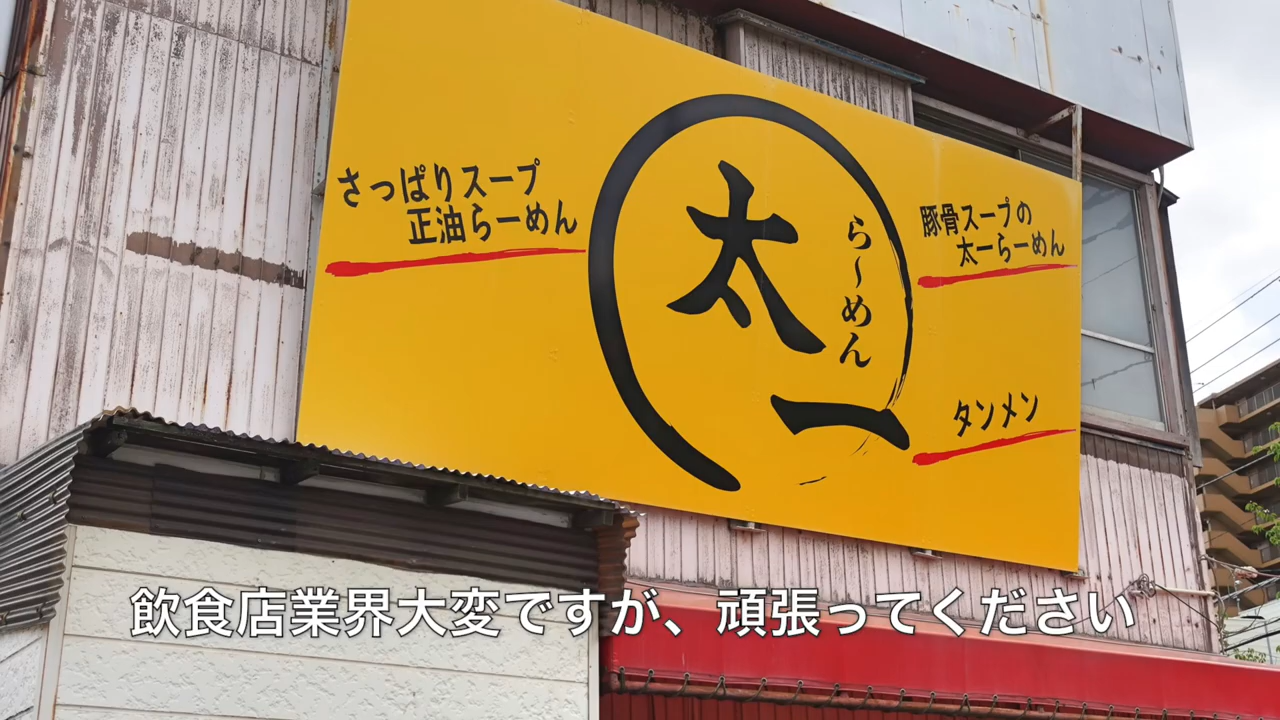 さっぱりスープ
正油らーめん
太一
ら〜めん
豚骨スープの
太一らーめん
タンメン
飲食店業界大変ですが、頑張ってください